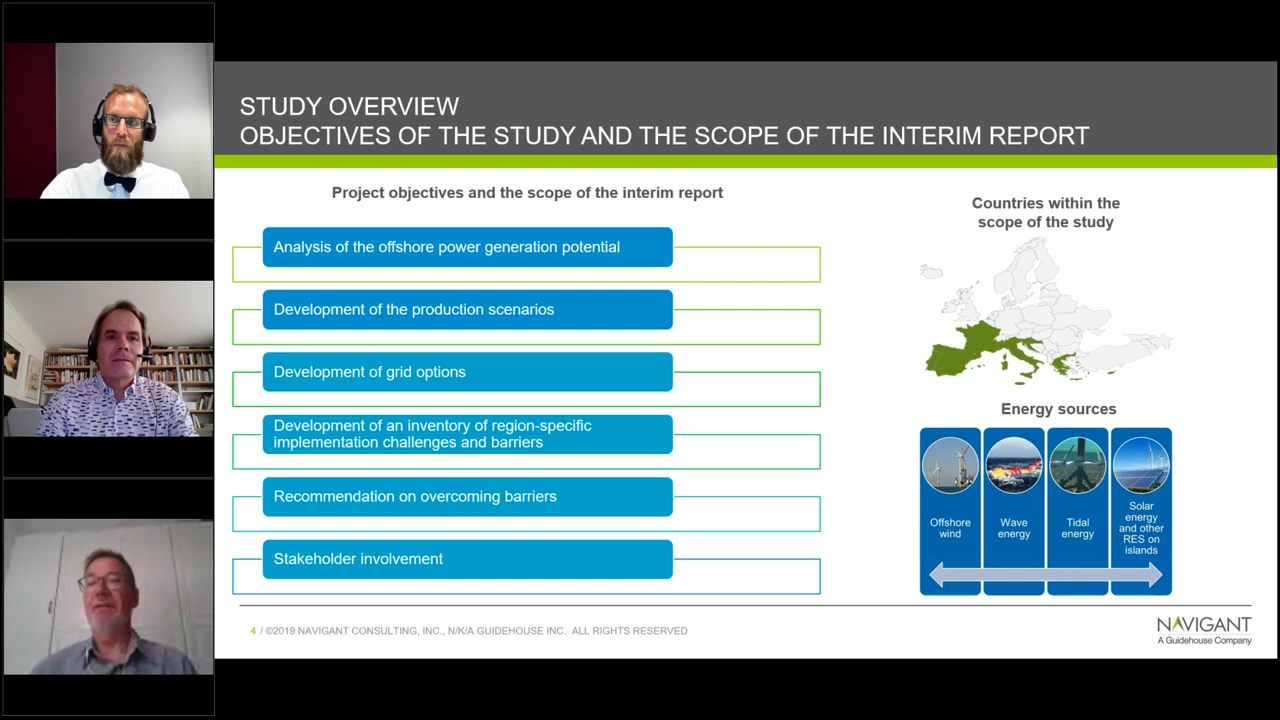 STUDY OVERVIEW
OBJECTIVES OF THE STUDY AND THE SCOPE OF THE INTERIM REPORT
Project objectives and the scope of the interim report
Analysis of the offshore power generation potential
Development of the production scenarios
Development of grid options
Development of an inventory of region-specific
implementation challenges and barriers
Recommendation on overcoming barriers
Stakeholder involvement
Countries within the
scope of the study
Energy sources
Offshore
wind
Wave
energy
Tidal
energy
Solar
energy
and other
RES on
islands
4 / ©2019 NAVIGANT CONSULTING, INC., N/K/A GUIDEHOUSE INC. ALL RIGHTS RESERVED
NAVIGANT
A Guidehouse Company